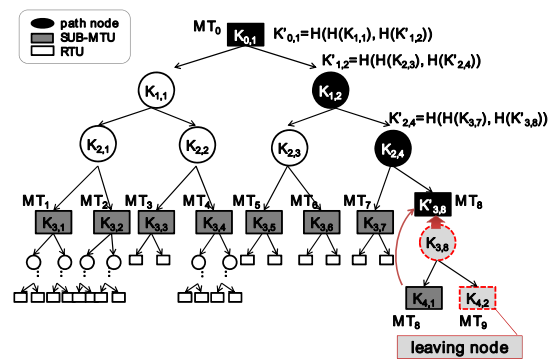 path node
SUB-MTU
RTU
MT0 K0,1 K'0,1=H(H(K1,1), H(K'1,2))
K'1,2=H(H(K2,3), H(K'2,4))
K1,1 K1,2
K'2,4=H(H(K3,7), H(K'3,8))
K2,1 K2,2 K2,3 K2,4
MT1 MT2 MT3 MT4 MT5 MT6 MT7
K3,1 K3,2 K3,3 K3,4 K3,5 K3,6 K3,7 K'3,8 MT8
K3,8
K4,1 K4,2
MT8 MT9
leaving node